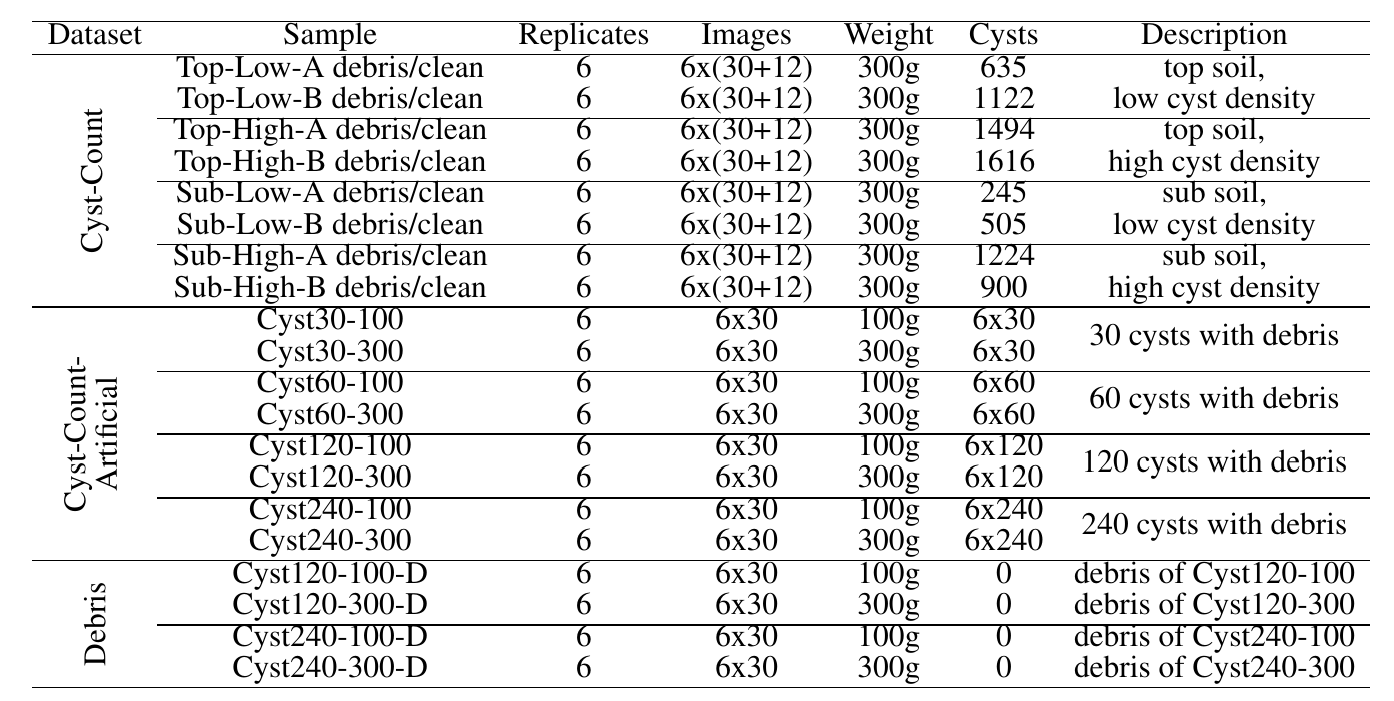 Dataset Sample Replicates Images Weight Cysts Description
Cyst-Count
Top-Low-A debris/clean 6 6x(30+12) 300g 635 top soil,
Top-Low-B debris/clean 6 6x(30+12) 300g 1122 low cyst density
Top-High-A debris/clean 6 6x(30+12) 300g 1494 top soil,
Top-High-B debris/clean 6 6x(30+12) 300g 1616 high cyst density
Sub-Low-A debris/clean 6 6x(30+12) 300g 245 sub soil,
Sub-Low-B debris/clean 6 6x(30+12) 300g 505 low cyst density
Sub-High-A debris/clean 6 6x(30+12) 300g 1224 sub soil,
Sub-High-B debris/clean 6 6x(30+12) 300g 900 high cyst density
Cyst-Count-
Artificial
Cyst30-100 6 6x30 100g 6x30
30 cysts with debris
Cyst30-300 6 6x30 300g 6x30
Cyst60-100 6 6x30 100g 6x60
60 cysts with debris
Cyst60-300 6 6x30 300g 6x60
Cyst120-100 6 6x30 100g 6x120
120 cysts with debris
Cyst120-300 6 6x30 300g 6x120
Cyst240-100 6 6x30 100g 6x240
240 cysts with debris
Cyst240-300 6 6x30 300g 6x240
Debris
Cyst120-100-D 6 6x30 100g 0 debris of Cyst120-100
Cyst120-300-D 6 6x30 300g 0 debris of Cyst120-300
Cyst240-100-D 6 6x30 100g 0 debris of Cyst240-100
Cyst240-300-D 6 6x30 300g 0 debris of Cyst240-300